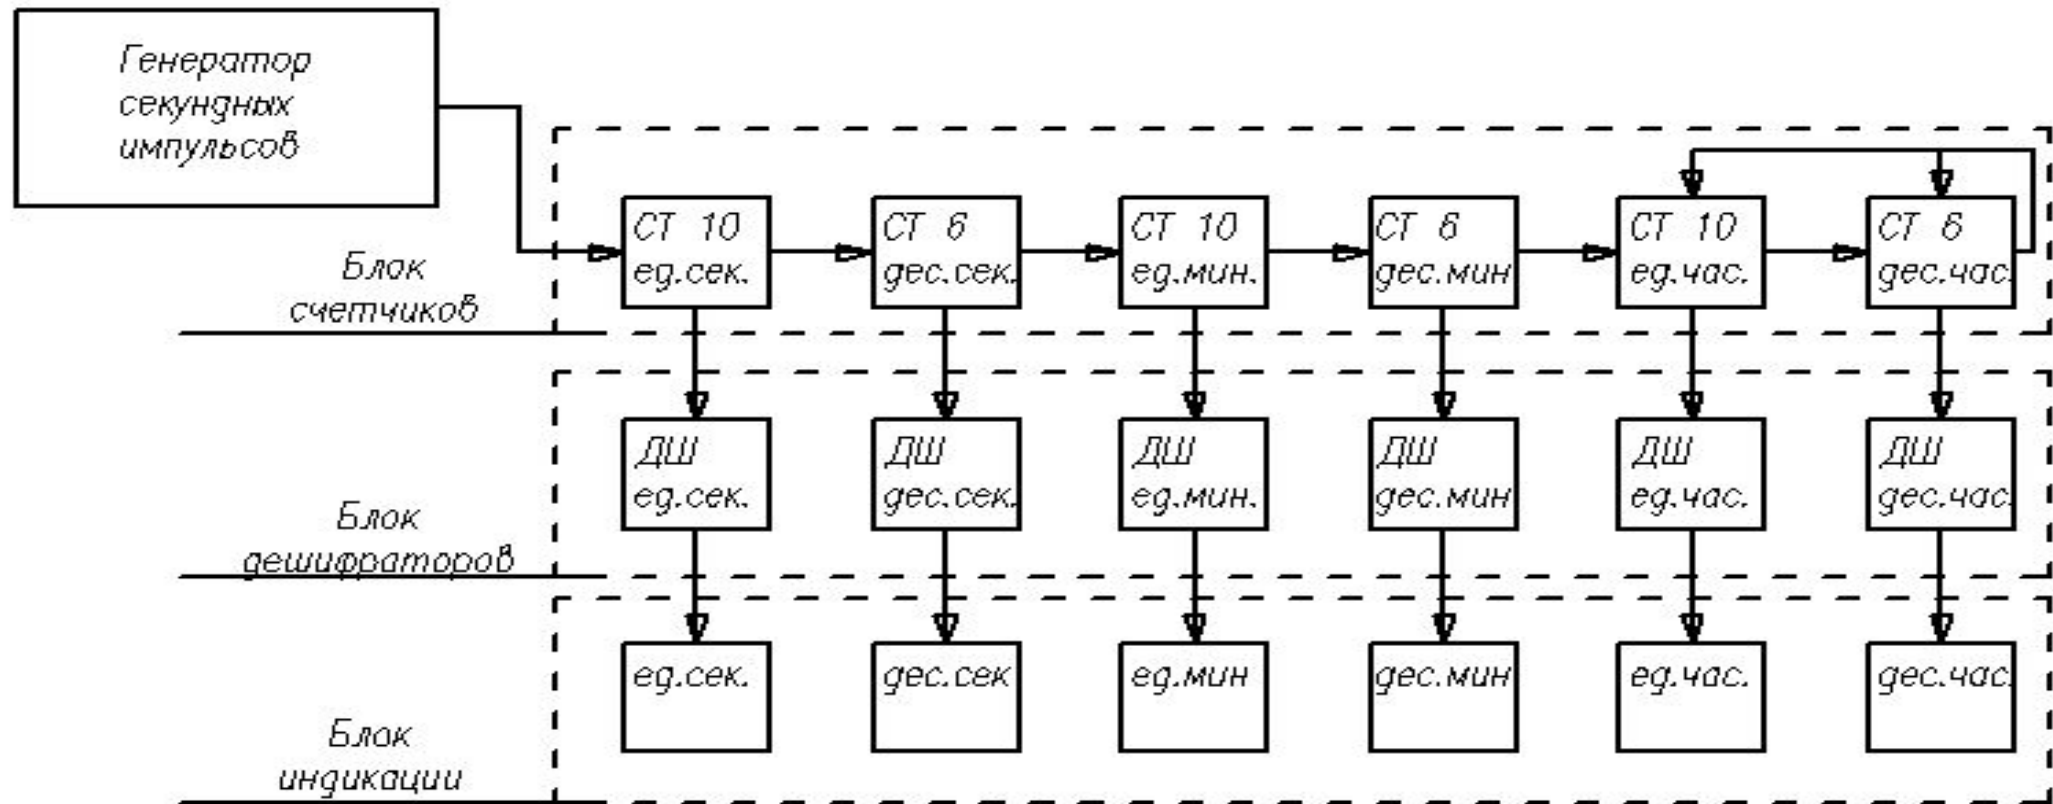 Генератор
секундных
импульсов
СТ 10
ед.сек.
СТ 6
дес.сек.
СТ 10
ед.мин.
СТ 6
дес.мин
СТ 10
ед.час.
СТ 6
дес.час.
Блок
счетчиков
ДШ
ед.сек.
ДШ
дес.сек.
ДШ
ед.мин.
ДШ
дес.мин
ДШ
ед.час.
ДШ
дес.час.
Блок
дешифраторов
ед.сек.
дес.сек
ед.мин
дес.мин
ед.час.
дес.час.
Блок
индикации